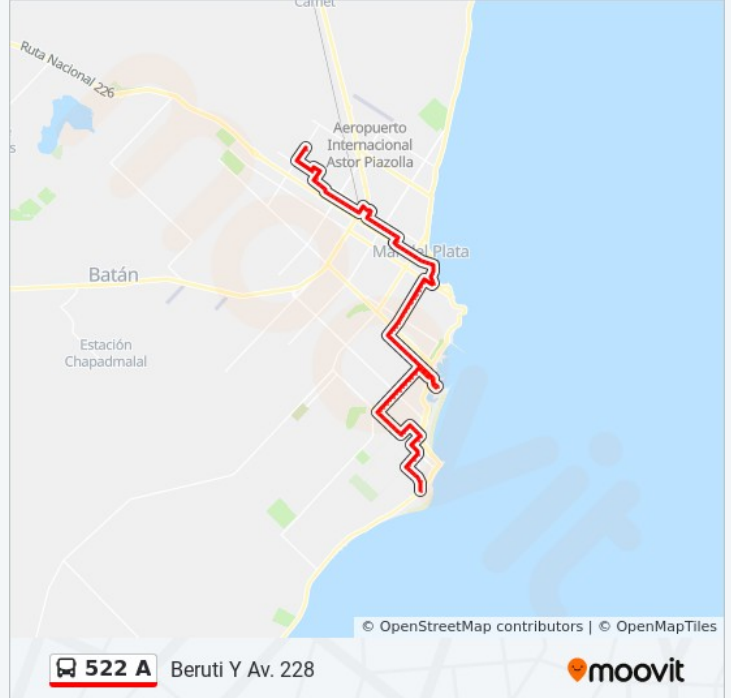 Camet
Ruta Nacional 226
Aeropuerto
Internacional
Astor Piazolla
Mar del Plata
Batán
Estación
Chapadmalal
© OpenStreetMap contributors | © OpenMapTiles
522 A Beruti Y Av. 228
moovit